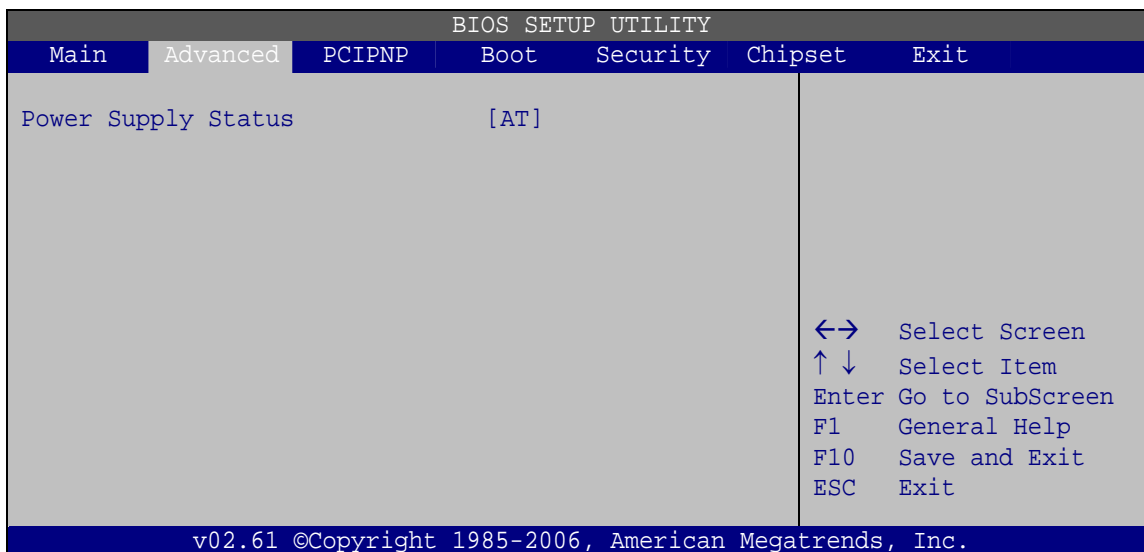 BIOS SETUP UTILITY
Main Advanced PCIPNP Boot Security Chipset Exit
Power Supply Status [AT]
←→ Select Screen
↑ ↓ Select Item
Enter Go to SubScreen
F1 General Help
F10 Save and Exit
ESC Exit
v02.61 ©Copyright 1985-2006, American Megatrends, Inc.